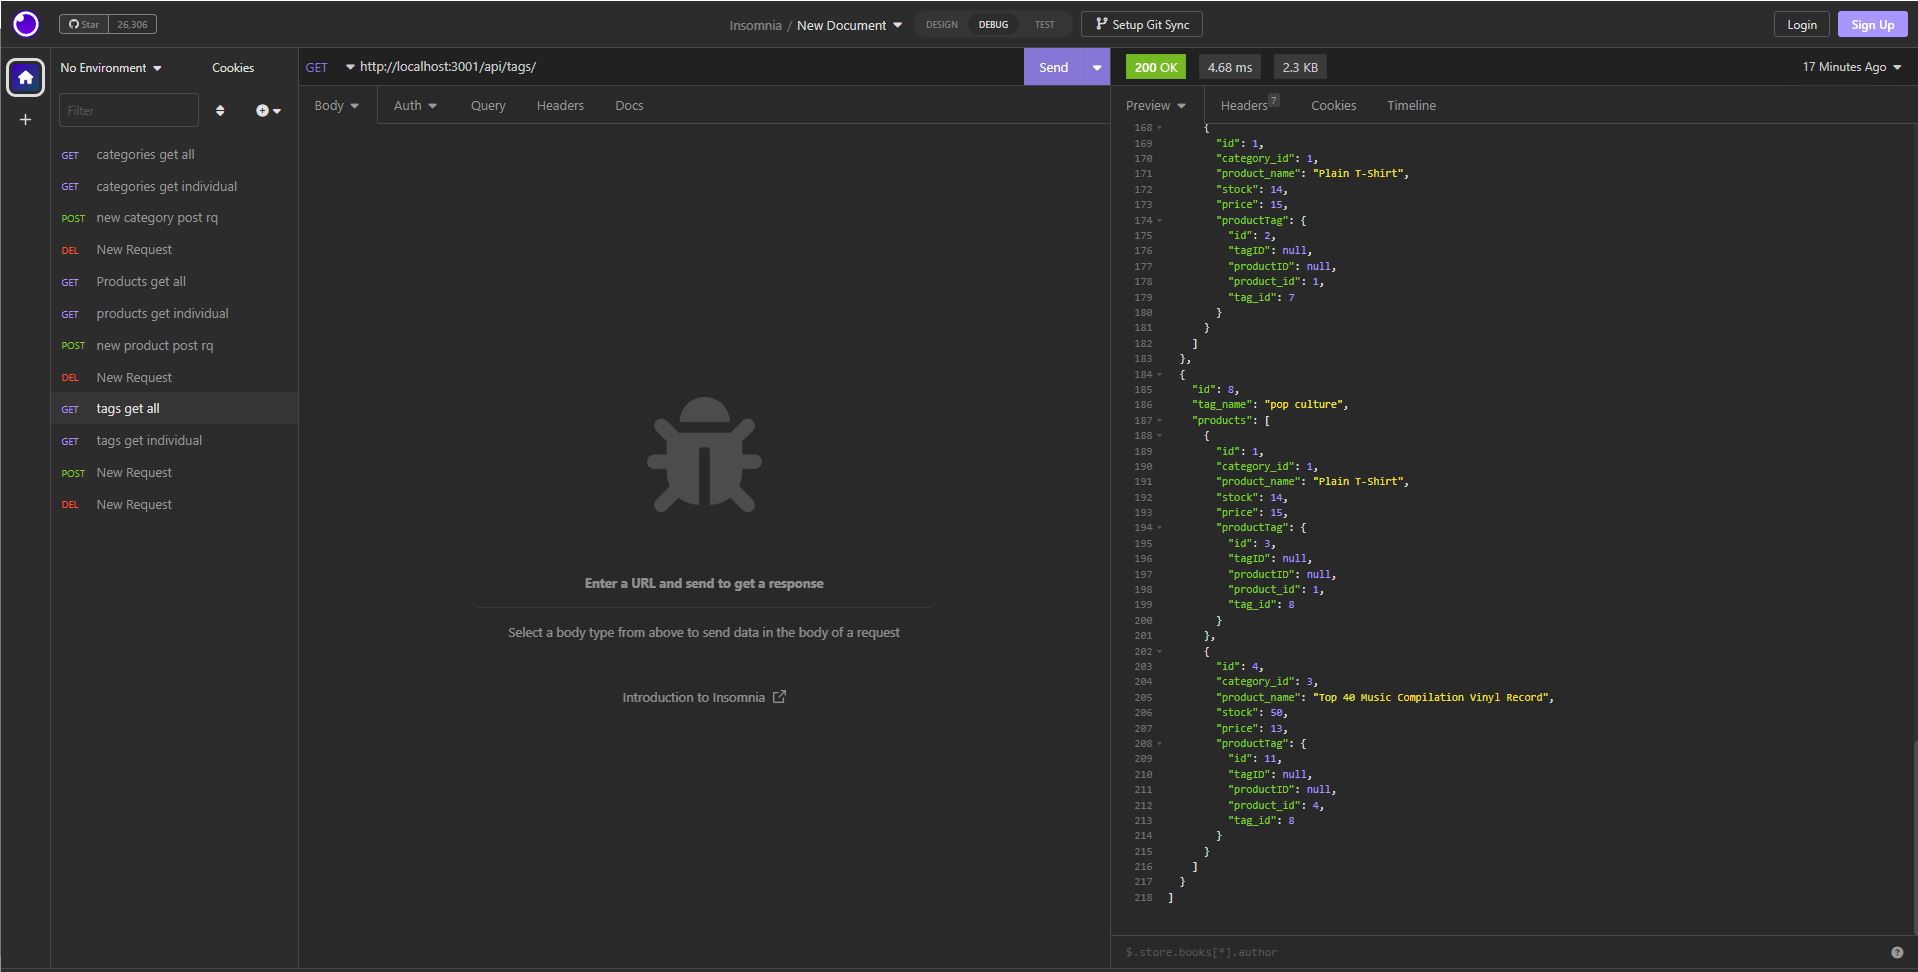 Star 26,306
Insomnia / New Document
DESIGN DEBUG TEST
Setup Git Sync
Login
Sign Up
No Environment
Cookies
GET http://localhost:3001/api/tags/
Send
200 OK
4.68 ms
2.3 KB
17 Minutes Ago
Filter
Body
Auth
Query
Headers
Docs
Preview
Headers 7
Cookies
Timeline
GET categories get all
GET categories get individual
POST new category post rq
DEL New Request
GET Products get all
GET products get individual
POST new product post rq
DEL New Request
GET tags get all
GET tags get individual
POST New Request
DEL New Request
Enter a URL and send to get a response
Select a body type from above to send data in the body of a request
Introduction to Insomnia
168 {
169 "id": 1,
170 "category_id": 1,
171 "product_name": "Plain T-Shirt",
172 "stock": 14,
173 "price": 15,
174 "productTag": {
175 "id": 2,
176 "tagID": null,
177 "productID": null,
178 "product_id": 1,
179 "tag_id": 7
180 }
181 }
182 ]
183 },
184 {
185 "id": 8,
186 "tag_name": "pop culture",
187 "products": [
188 {
189 "id": 1,
190 "category_id": 1,
191 "product_name": "Plain T-Shirt",
192 "stock": 14,
193 "price": 15,
194 "productTag": {
195 "id": 3,
196 "tagID": null,
197 "productID": null,
198 "product_id": 1,
199 "tag_id": 8
200 }
201 },
202 {
203 "id": 4,
204 "category_id": 3,
205 "product_name": "Top 40 Music Compilation Vinyl Record",
206 "stock": 50,
207 "price": 13,
208 "productTag": {
209 "id": 11,
210 "tagID": null,
211 "productID": null,
212 "product_id": 4,
213 "tag_id": 8
214 }
215 }
216 ]
217 }
218 ]
$.store.books[*].author